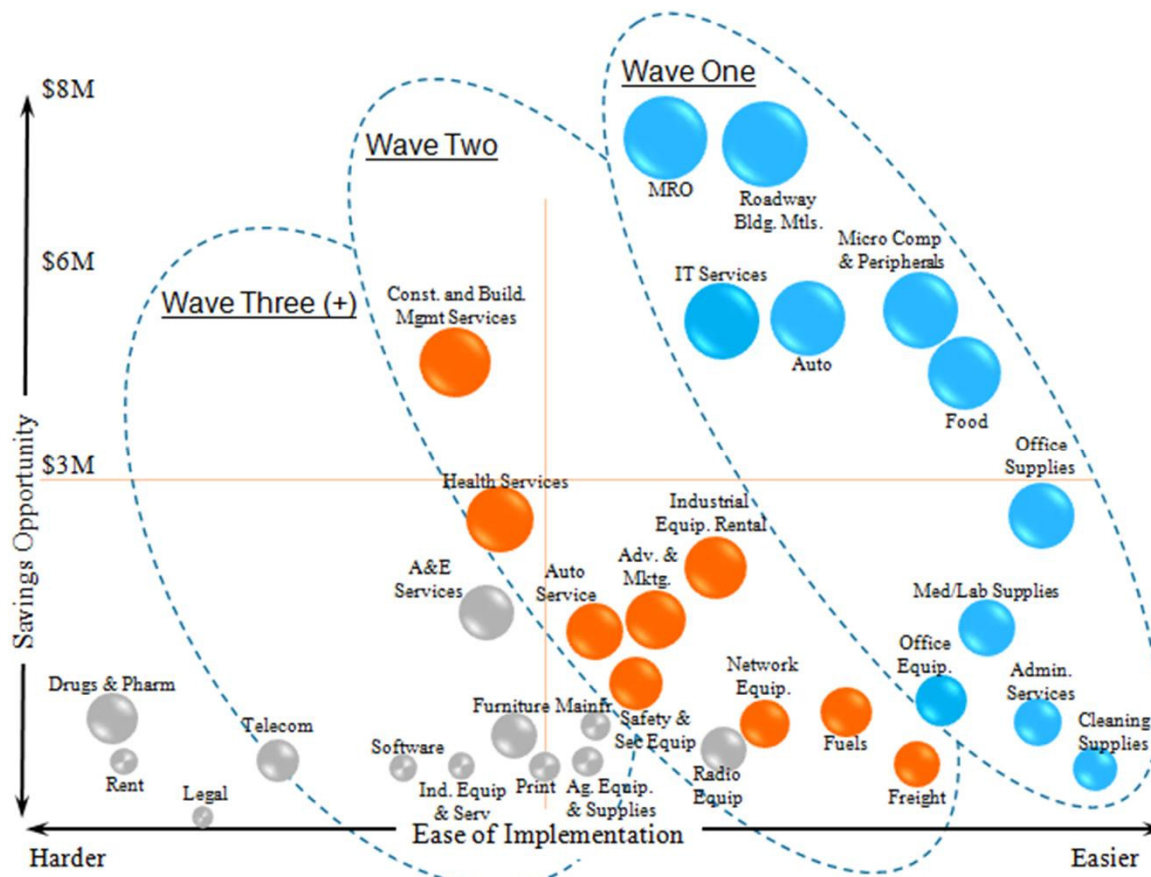 $8M
Wave One
Wave Two
MRO
Roadway
Bldg. Mtls.
Micro Comp
& Peripherals
$6M
IT Services
Wave Three (+)
Const. and Build.
Mgmt Services
Auto
Food
Office
Supplies
$3M
Health Services
Industrial
Equip. Rental
Savings Opportunity
A&E
Services
Auto
Service
Adv. &
Mktg.
Med/Lab Supplies
Office
Equip.
Network
Equip.
Admin.
Services
Drugs & Pharm
Telecom
Furniture
Mainfr.
Safety &
Sec Equip
Fuels
Cleaning
Supplies
Software
Rent
Legal
Ind. Equip
& Serv
Print
Ag. Equip.
& Supplies
Radio
Equip
Freight
Ease of Implementation
Harder
Easier